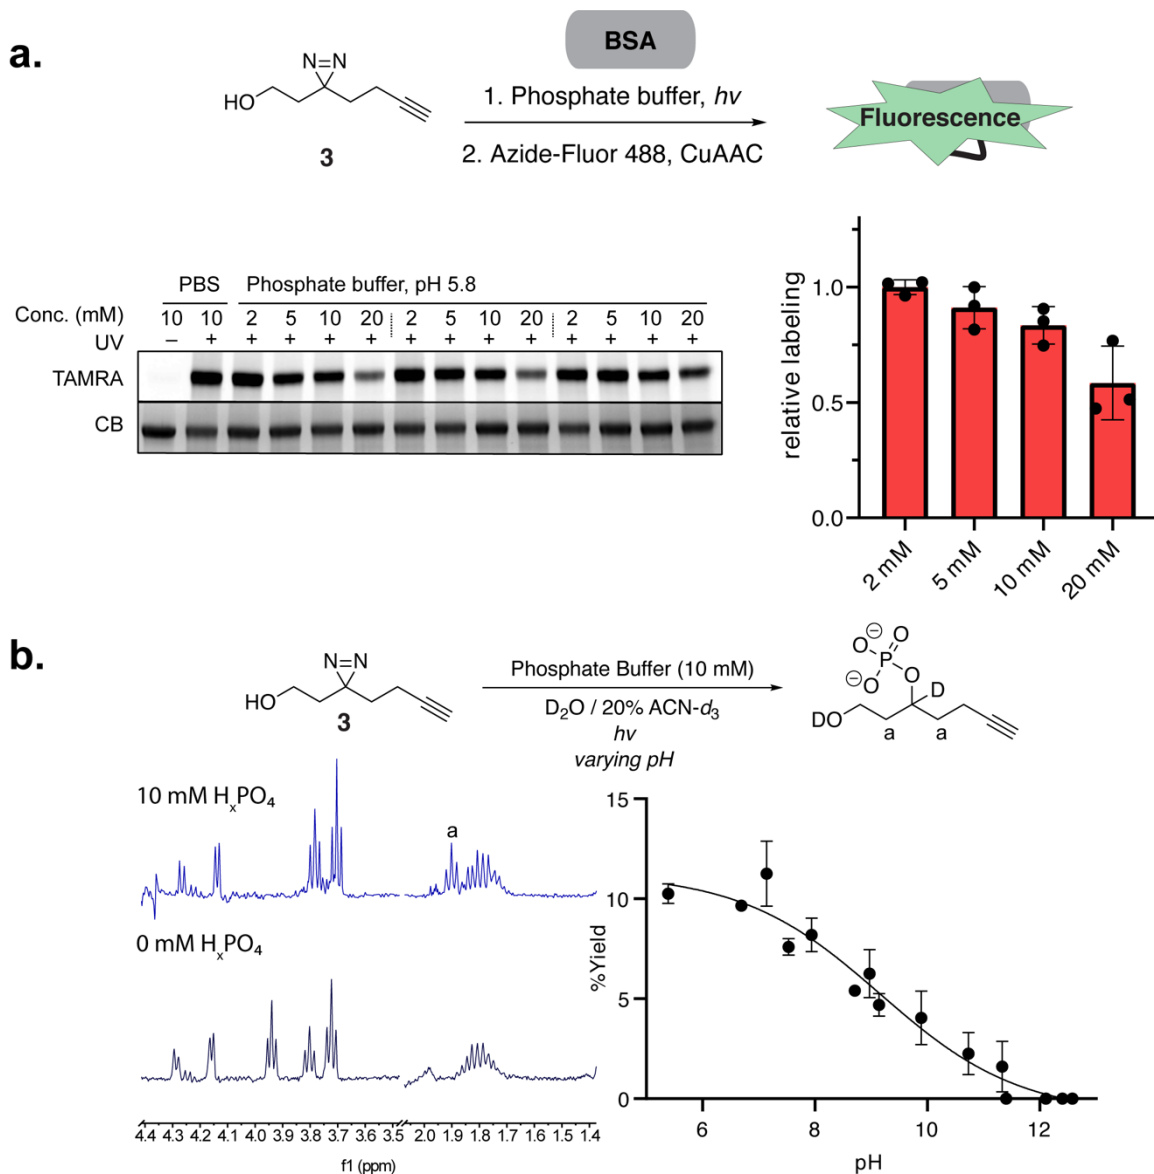 a.
BSA
N=N
HO
3
1. Phosphate buffer, hv
2. Azide-Fluor 488, CuAAC
Fluorescence
PBS Phosphate buffer, pH 5.8
Conc. (mM) 10 10 2 5 10 20 2 5 10 20 2 5 10 20
UV – + + + + + + + + + + + + +
TAMRA
CB
relative labeling
1.0
0.5
0.0
2 mM 5 mM 10 mM 20 mM
b.
N=N
HO
3
Phosphate Buffer (10 mM)
D₂O / 20% ACN-d₃
hv
varying pH
⊖ O
O P
⊖ O O
D
DO
a a
10 mM HₓPO₄
a
0 mM HₓPO₄
4.4 4.3 4.2 4.1 4.0 3.9 3.8 3.7 3.6 3.5 2.0 1.9 1.8 1.7 1.6 1.5 1.4
f1 (ppm)
%Yield
15
10
5
0
6 8 10 12
pH